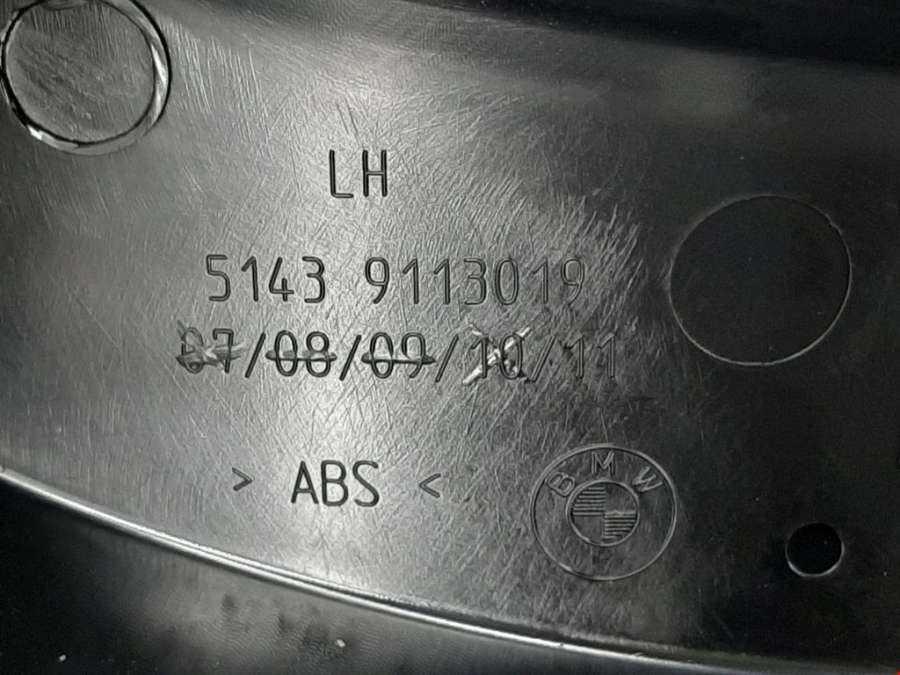 LH
5143 9113019
07/08/09/10/11
> ABS <
BMW